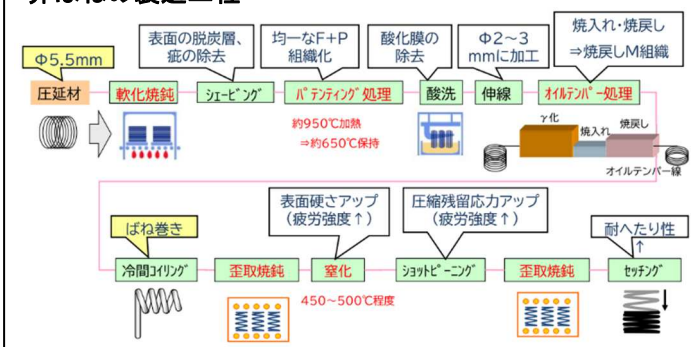 表面の脱炭層、
疵の除去
均一なF+P
組織化
酸化膜の
除去
Φ2~3
mmに加工
焼入れ・焼戻し
⇒焼戻しM組織
Φ5.5mm
圧延材
軟化焼鈍
ｼｪｰﾋﾞﾝｸﾞ
ﾊﾟﾃﾝﾃｨﾝｸﾞ処理
酸洗
伸線
ｵｲﾙﾃﾝﾊﾟｰ処理
約950℃加熱
⇒約650℃保持
γ化
焼入れ
焼戻し
オイルテンパー線
表面硬さアップ
(疲労強度↑)
圧縮残留応力アップ
(疲労強度↑)
ばね巻き
耐へたり性
↑
冷間ｺｲﾘﾝｸﾞ
歪取焼鈍
窒化
ｼｮｯﾄﾋﾟｰﾆﾝｸﾞ
歪取焼鈍
ｾｯﾁﾝｸﾞ
450~500℃程度